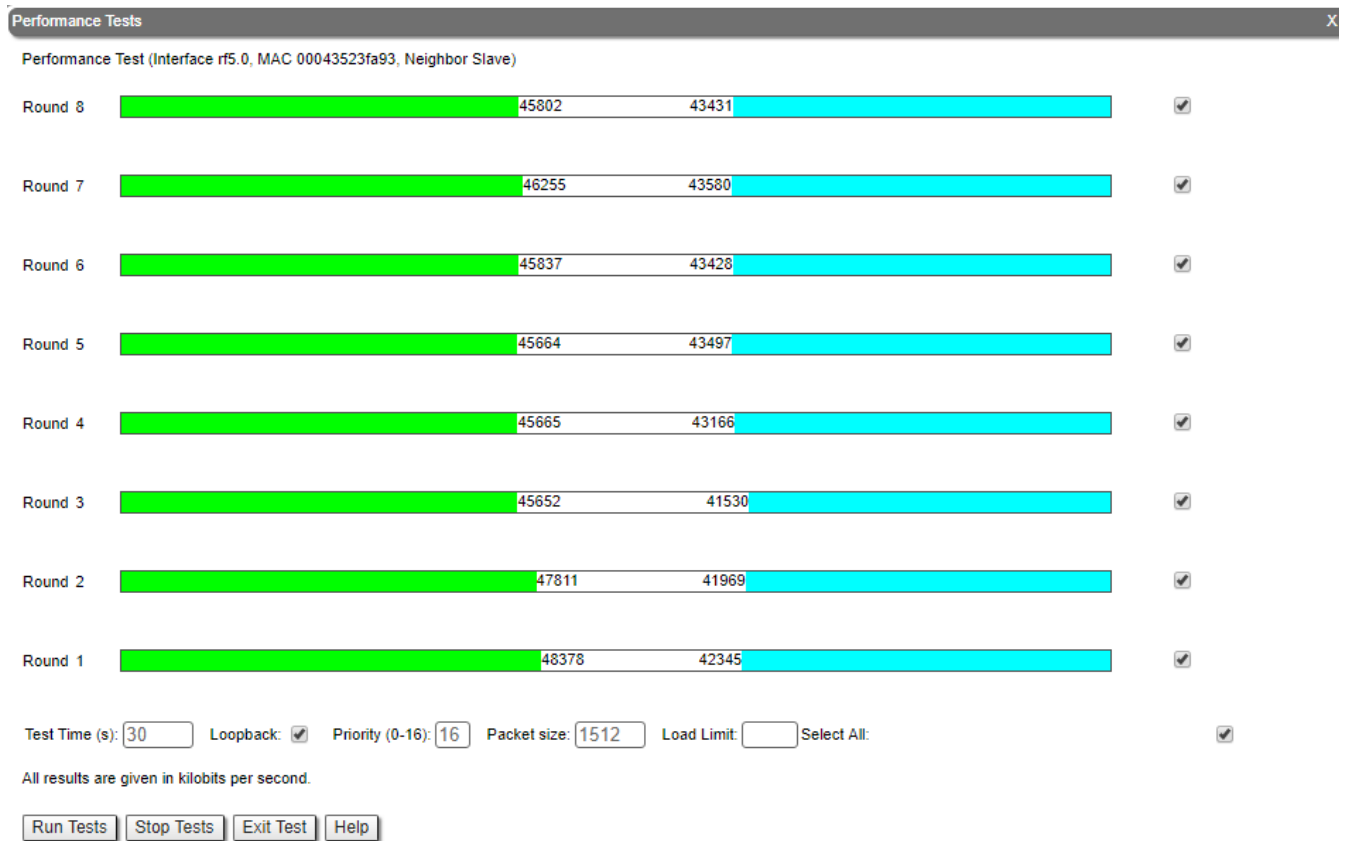 Performance Tests X
Performance Test (Interface rf5.0, MAC 00043523fa93, Neighbor Slave)
Round 8 45802 43431
Round 7 46255 43580
Round 6 45837 43428
Round 5 45664 43497
Round 4 45665 43166
Round 3 45652 41530
Round 2 47811 41969
Round 1 48378 42345
Test Time (s): 30 Loopback: Priority (0-16): 16 Packet size: 1512 Load Limit: Select All:
All results are given in kilobits per second.
Run Tests Stop Tests Exit Test Help